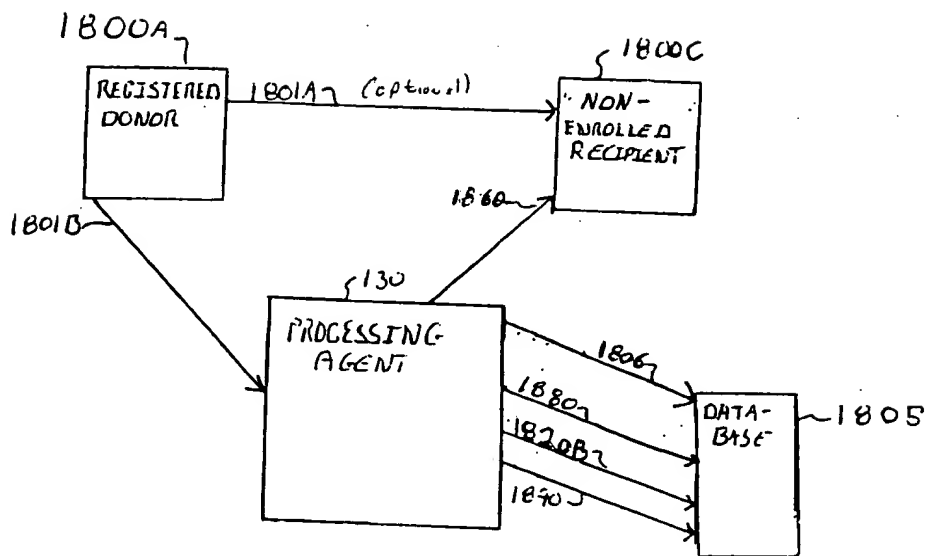 1800A
1800C
REGISTERED
DONOR
1801A
(optional)
NON-
ENROLLED
RECIPIENT
1860
1801B
130
PROCESSING
AGENT
1806
1880
1820B
1890
DATA-
BASE
1805